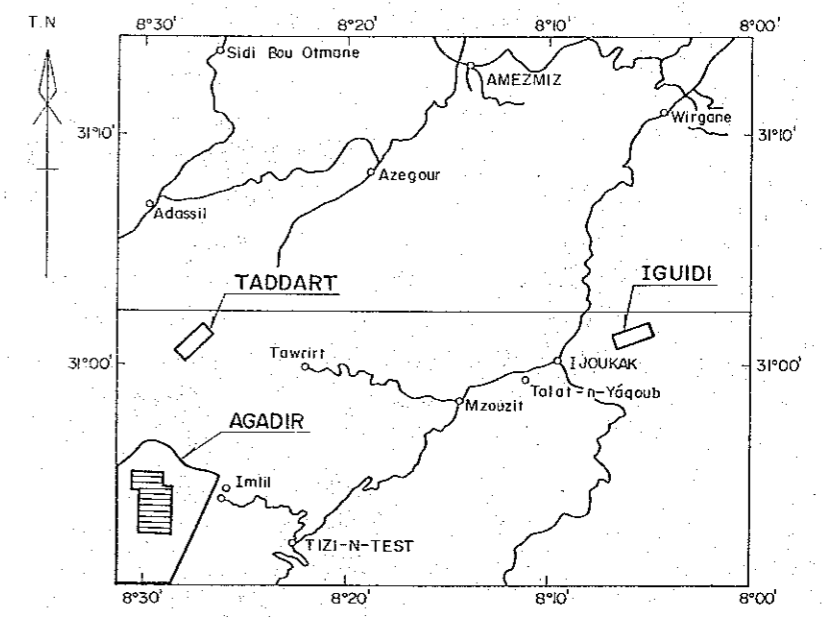 T.N
8°30' 8°20' 8°10' 8°00'
Sidi Bou Otmane
AMEZMIZ
Wirgane
31°10' 31°10'
Azegour
Adassil
TADDART
IGUIDI
Tawrirt
IJOUKAK
31°00' 31°00'
Talat-n-Yáqoub
Mzouzit
AGADIR
Imlil
TIZI-N-TEST
8°30' 8°20' 8°10' 8°00'